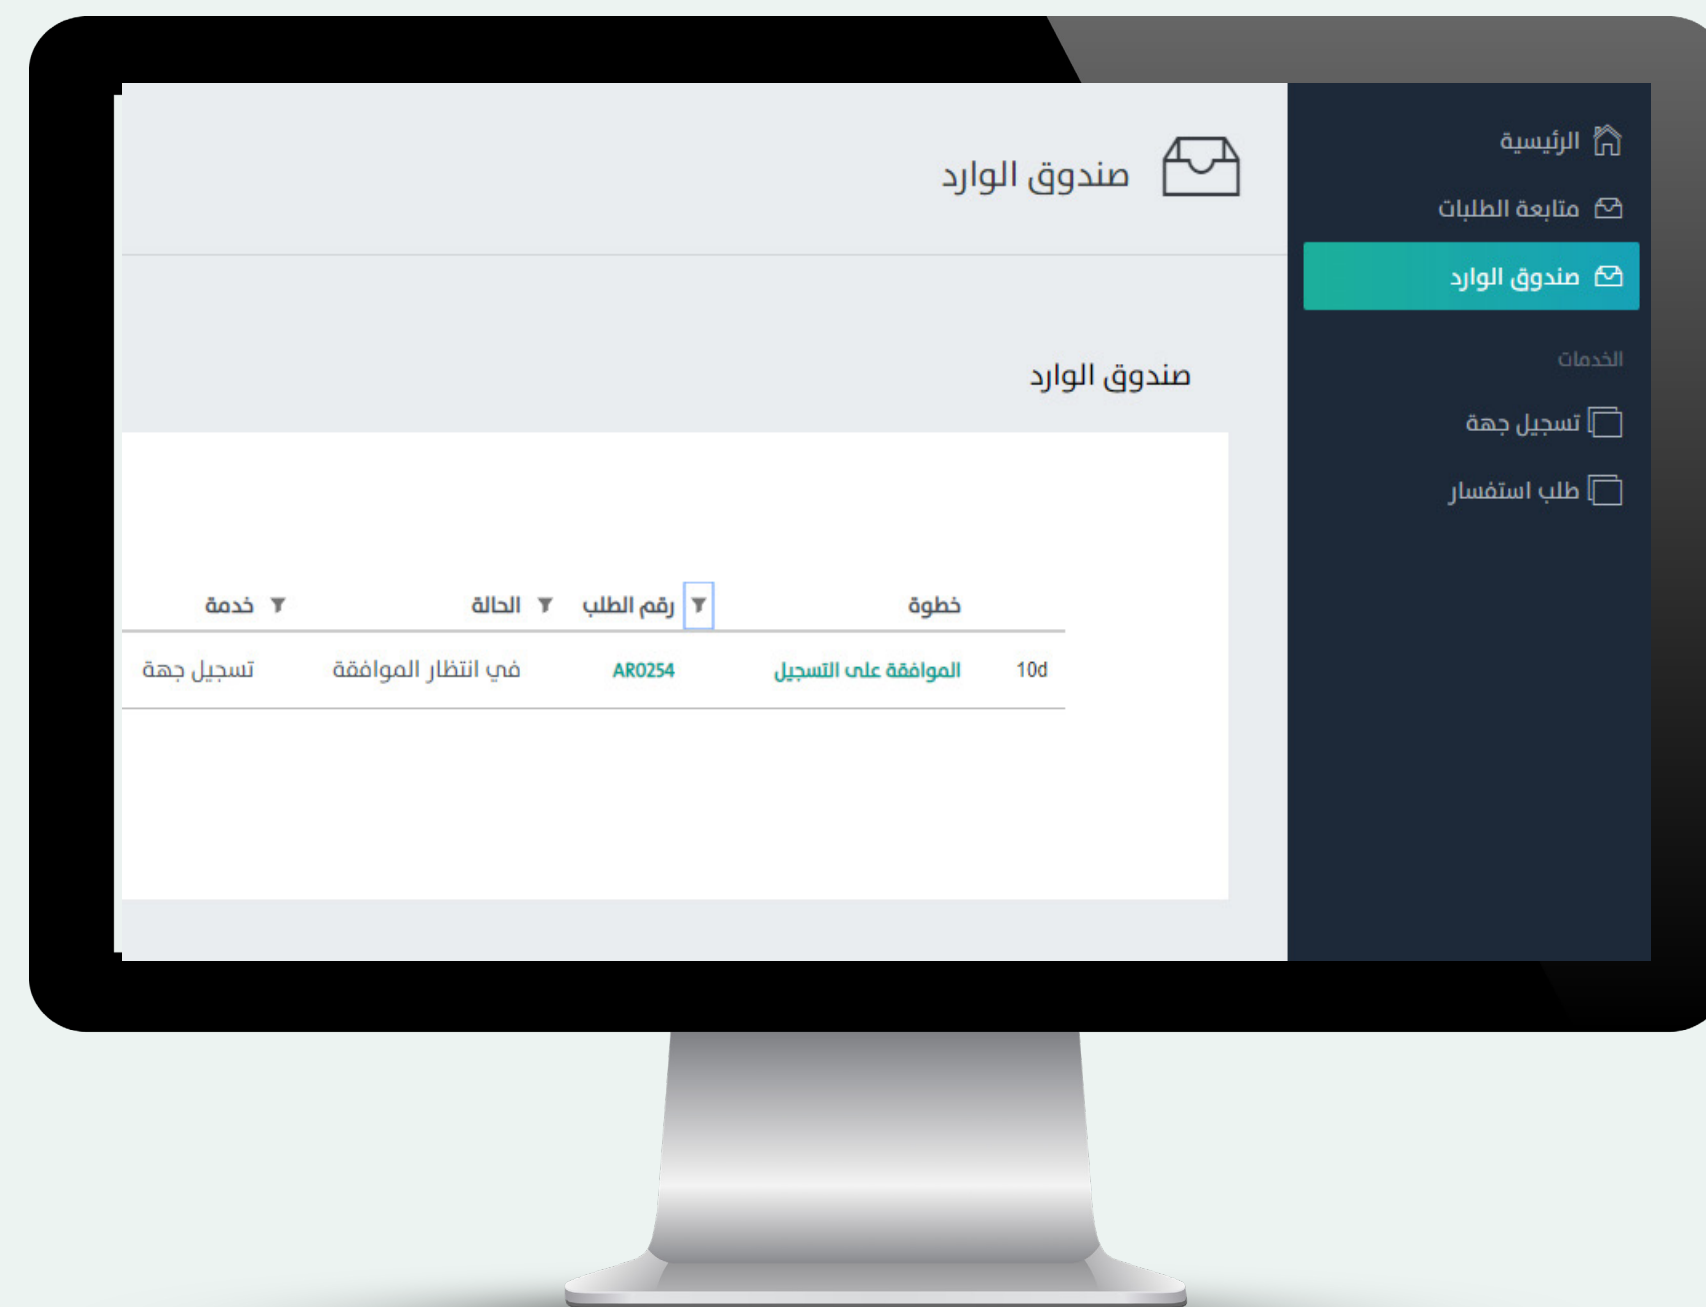 الرئيسية
متابعة الطلبات
صندوق الوارد
الخدمات
تسجيل جهة
طلب استفسار
صندوق الوارد
صندوق الوارد
خطوة رقم الطلب الحالة خدمة
10d الموافقة على التسجيل AR0254 في انتظار الموافقة تسجيل جهة